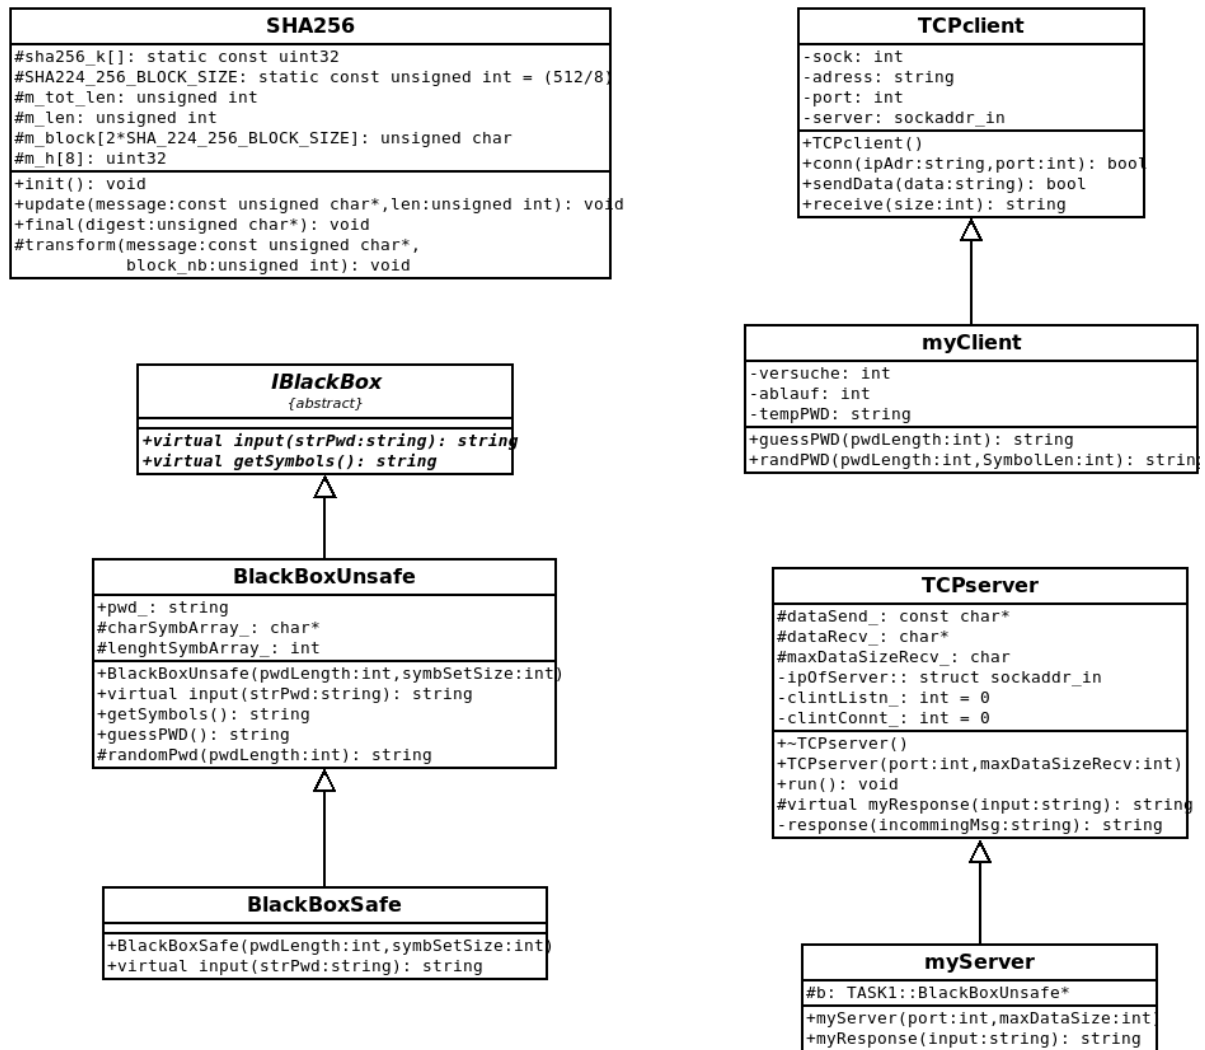 SHA256
#sha256_k[]: static const uint32
#SHA224_256_BLOCK_SIZE: static const unsigned int = (512/8)
#m_tot_len: unsigned int
#m_len: unsigned int
#m_block[2*SHA_224_256_BLOCK_SIZE]: unsigned char
#m_h[8]: uint32
+init(): void
+update(message:const unsigned char*,len:unsigned int): void
+final(digest:unsigned char*): void
#transform(message:const unsigned char*,
block_nb:unsigned int): void
TCPclient
-sock: int
-adress: string
-port: int
-server: sockaddr_in
+TCPclient()
+conn(ipAdr:string,port:int): bool
+sendData(data:string): bool
+receive(size:int): string
myClient
-versuche: int
-ablauf: int
-tempPWD: string
+guessPWD(pwdLength:int): string
+randPWD(pwdLength:int,SymbolLen:int): strin
IBlackBox
{abstract}
+virtual input(strPwd:string): string
+virtual getSymbols(): string
BlackBoxUnsafe
+pwd_: string
#charSymbArray_: char*
#lenghtSymbArray_: int
+BlackBoxUnsafe(pwdLength:int,symbSetSize:int)
+virtual input(strPwd:string): string
+getSymbols(): string
+guessPWD(): string
#randomPwd(pwdLength:int): string
BlackBoxSafe
+BlackBoxSafe(pwdLength:int,symbSetSize:int)
+virtual input(strPwd:string): string
TCPserver
#dataSend_: const char*
#dataRecv_: char*
#maxDataSizeRecv_: char
-ipOfServer:: struct sockaddr_in
-clintListn_: int = 0
-clintConnt_: int = 0
+~TCPserver()
+TCPserver(port:int,maxDataSizeRecv:int)
+run(): void
#virtual myResponse(input:string): string
-response(incommingMsg:string): string
myServer
#b: TASK1::BlackBoxUnsafe*
+myServer(port:int,maxDataSize:int)
+myResponse(input:string): string